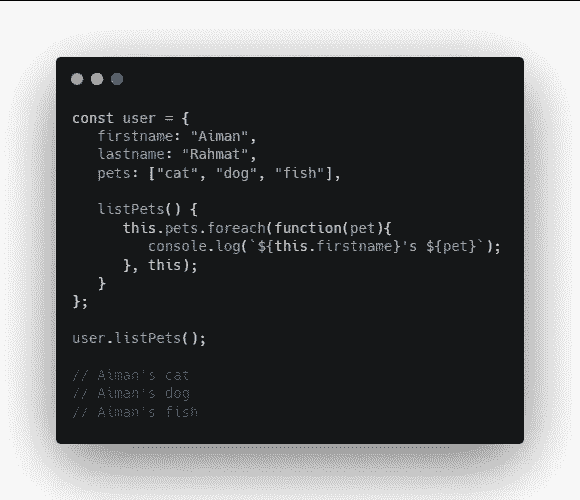 const user = {
firstname: "Aiman",
lastname: "Rahmat",
pets: ["cat", "dog", "fish"],
listPets() {
this.pets.foreach(function(pet){
console.log(`${this.firstname}'s ${pet}`);
}, this);
}
};
user.listPets();
// Aiman's cat
// Aiman's dog
// Aiman's fish